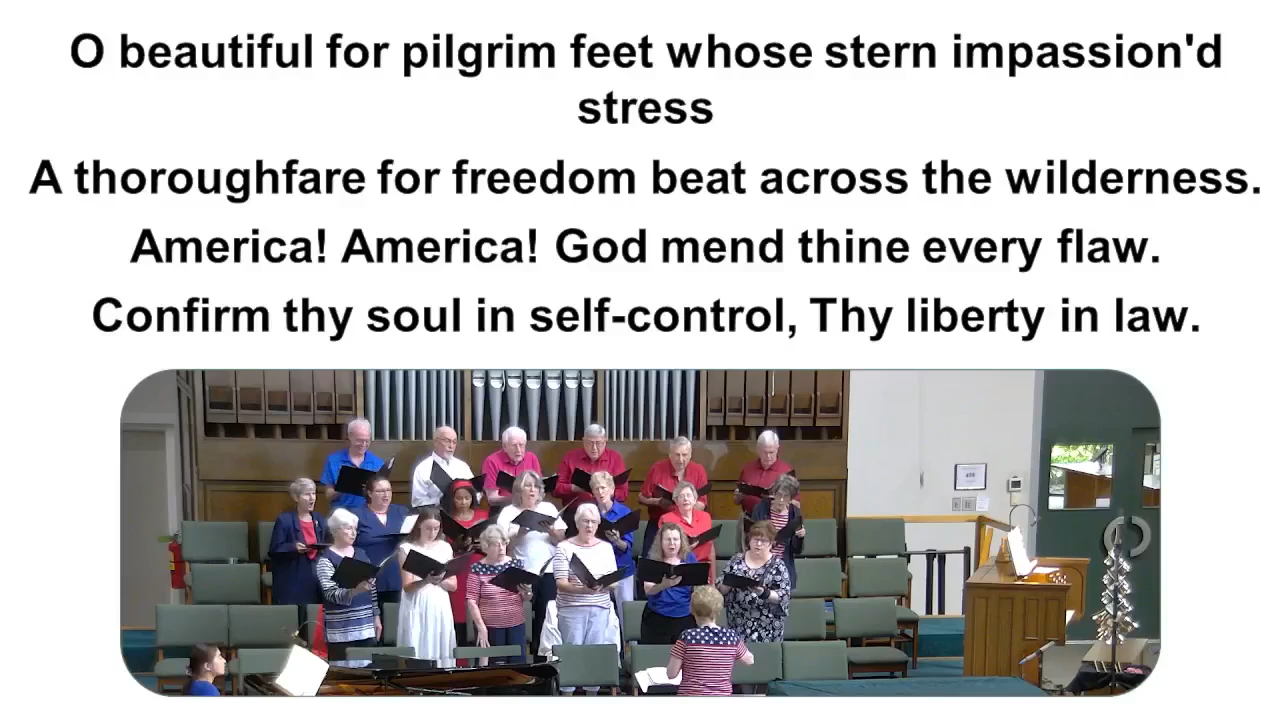 O beautiful for pilgrim feet whose stern impassion'd
stress
A thoroughfare for freedom beat across the wilderness.
America! America! God mend thine every flaw.
Confirm thy soul in self-control, Thy liberty in law.